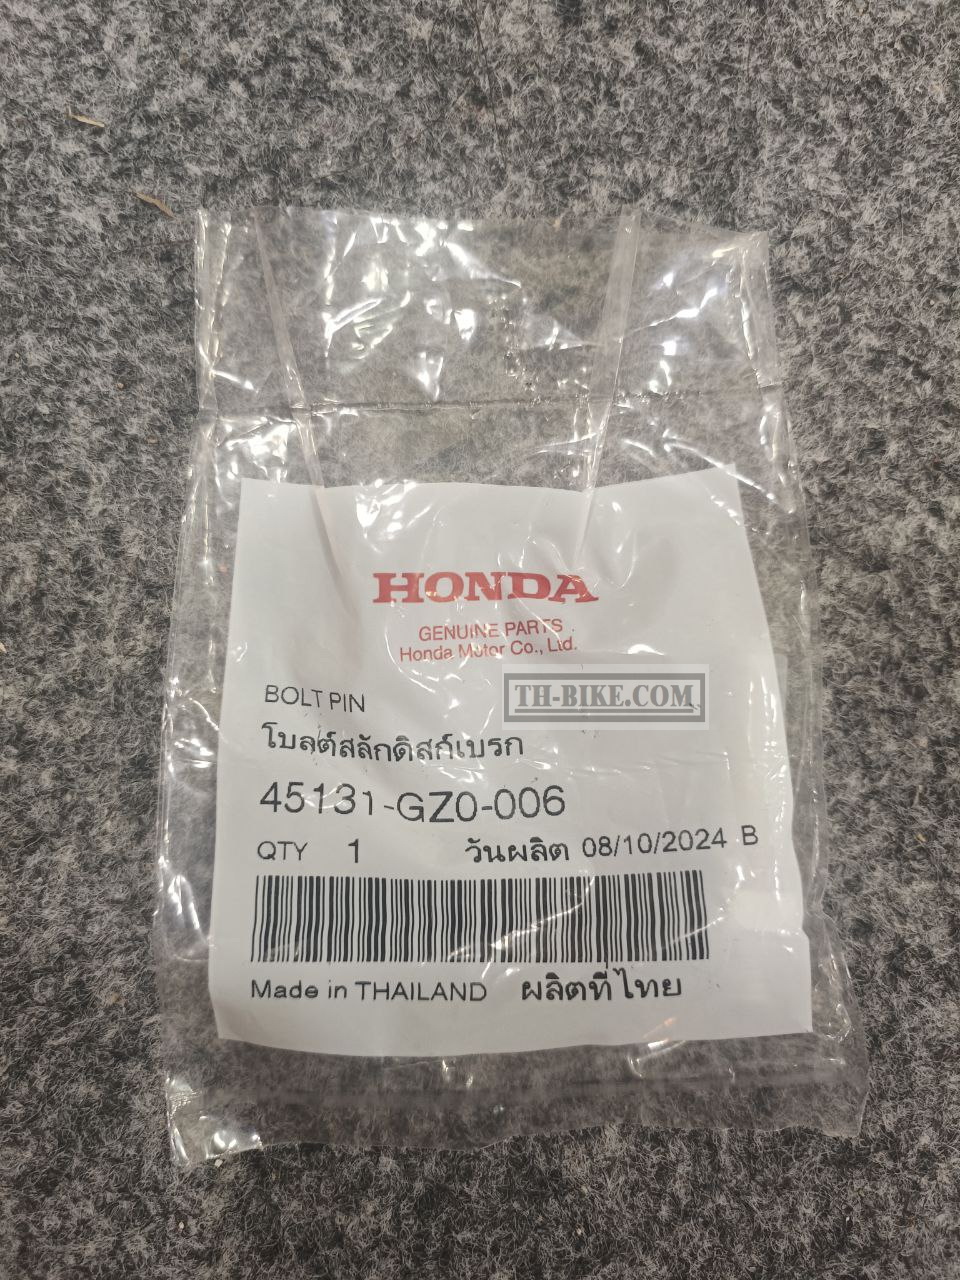 HONDA
GENUINE PARTS
Honda Motor Co., Ltd.
TH-BIKE.COM
BOLT PIN
โบลต์สลักดิสก์เบรก
45131-GZ0-006
QTY 1 วันผลิต 08/10/2024 B
Made in THAILAND ผลิตที่ไทย